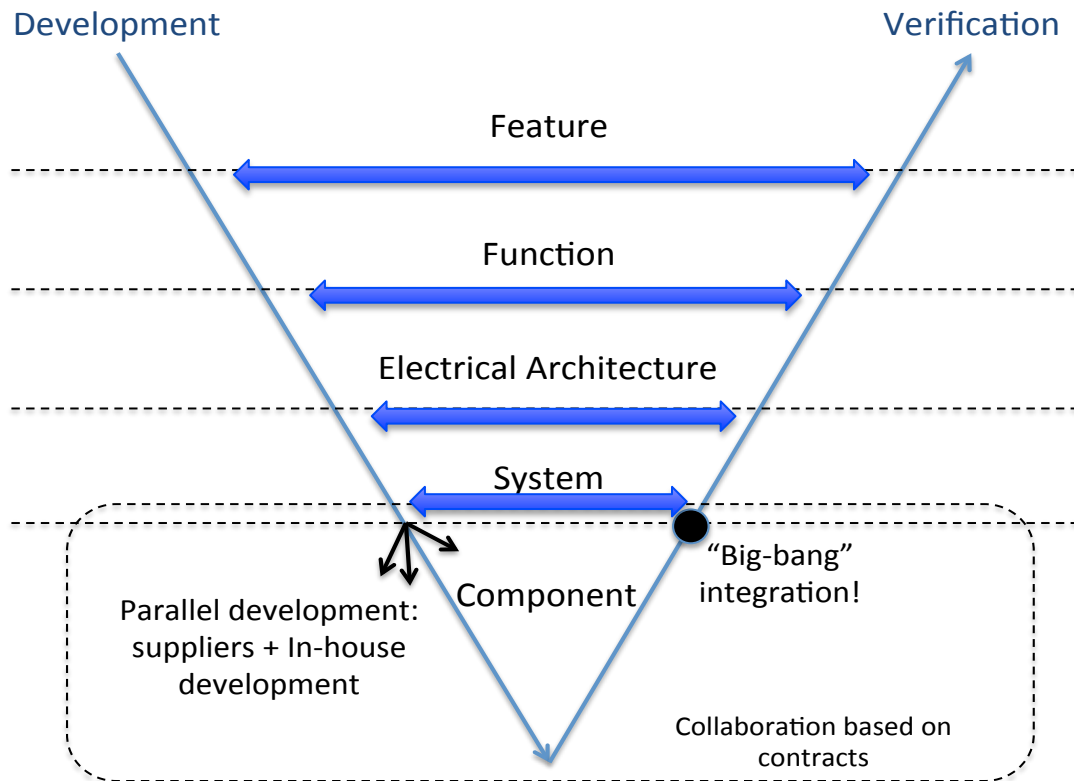 Development
Verification
Feature
Function
Electrical Architecture
System
“Big-bang”
integration!
Component
Parallel development:
suppliers + In-house
development
Collaboration based on
contracts